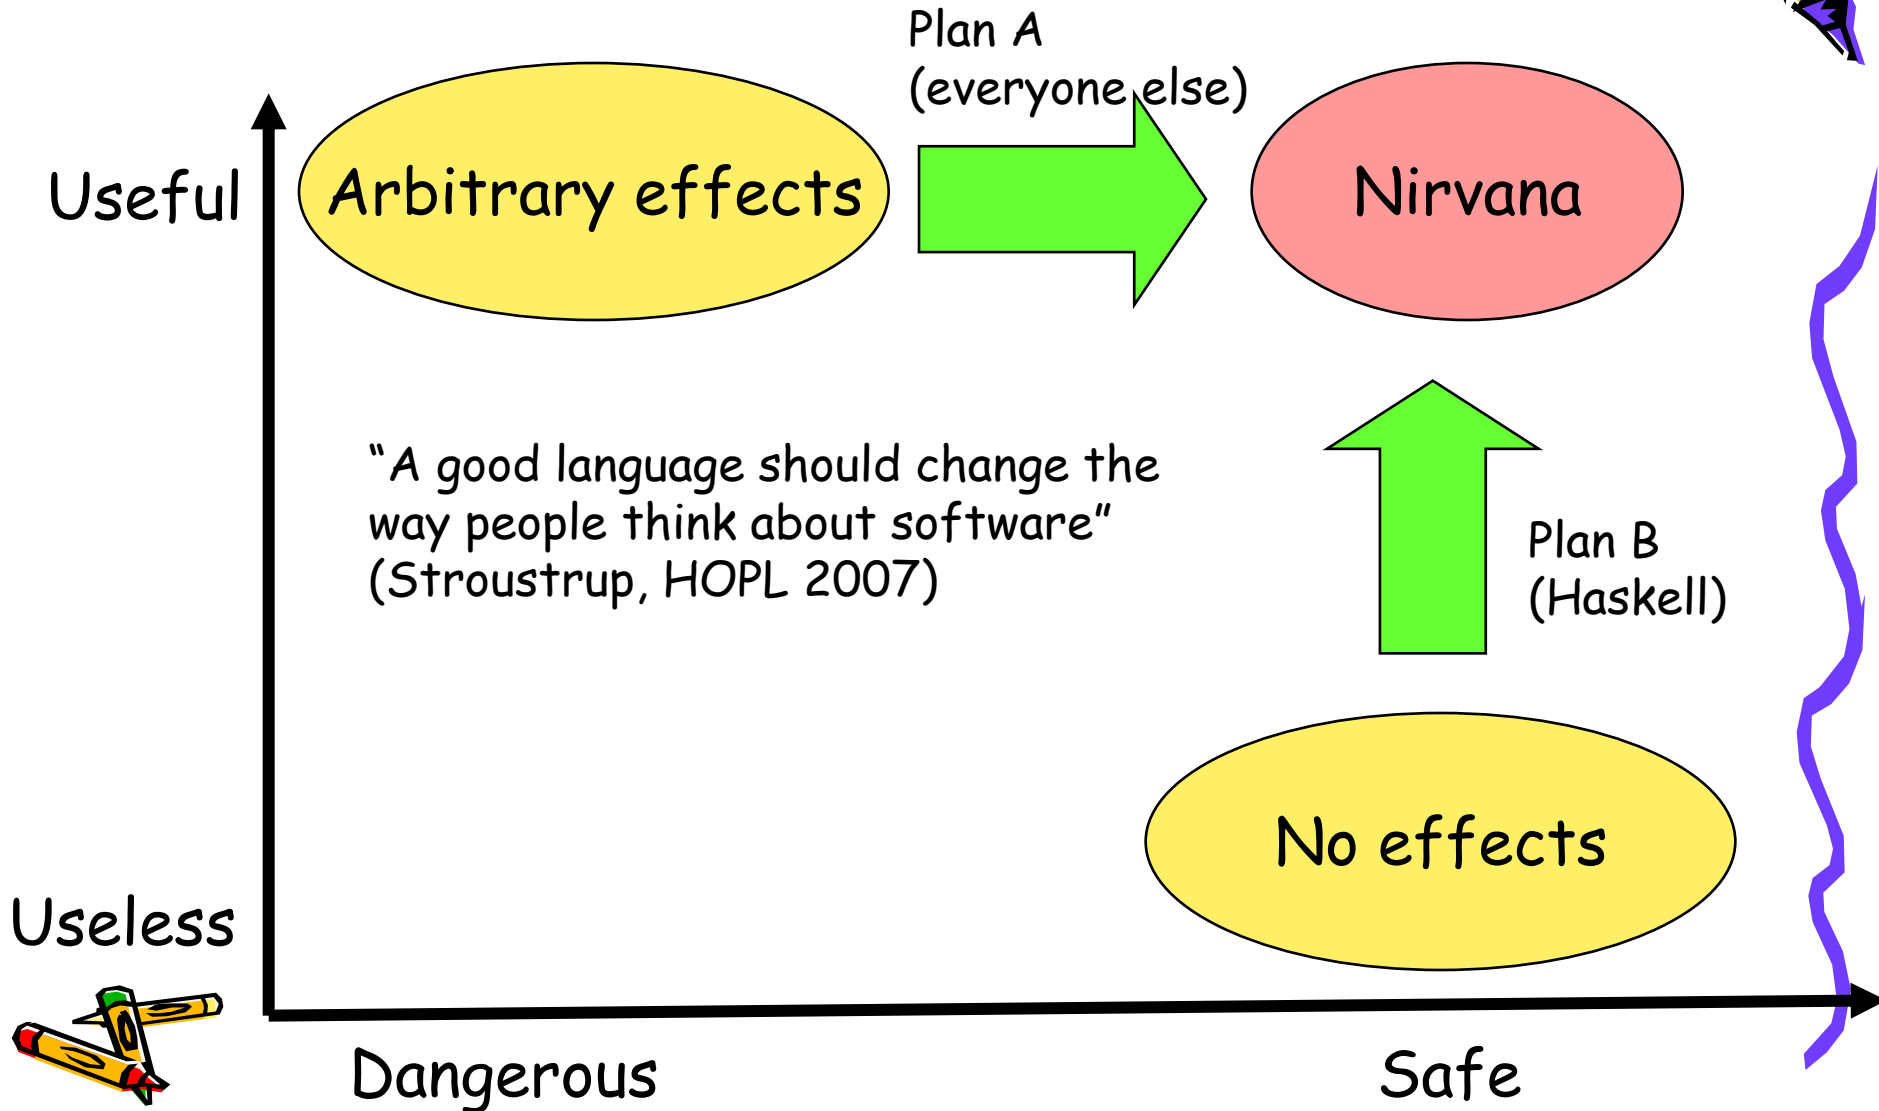 Plan A
(everyone else)
Useful
Arbitrary effects
Nirvana
“A good language should change the
way people think about software”
(Stroustrup, HOPL 2007)
Plan B
(Haskell)
No effects
Useless
Dangerous
Safe